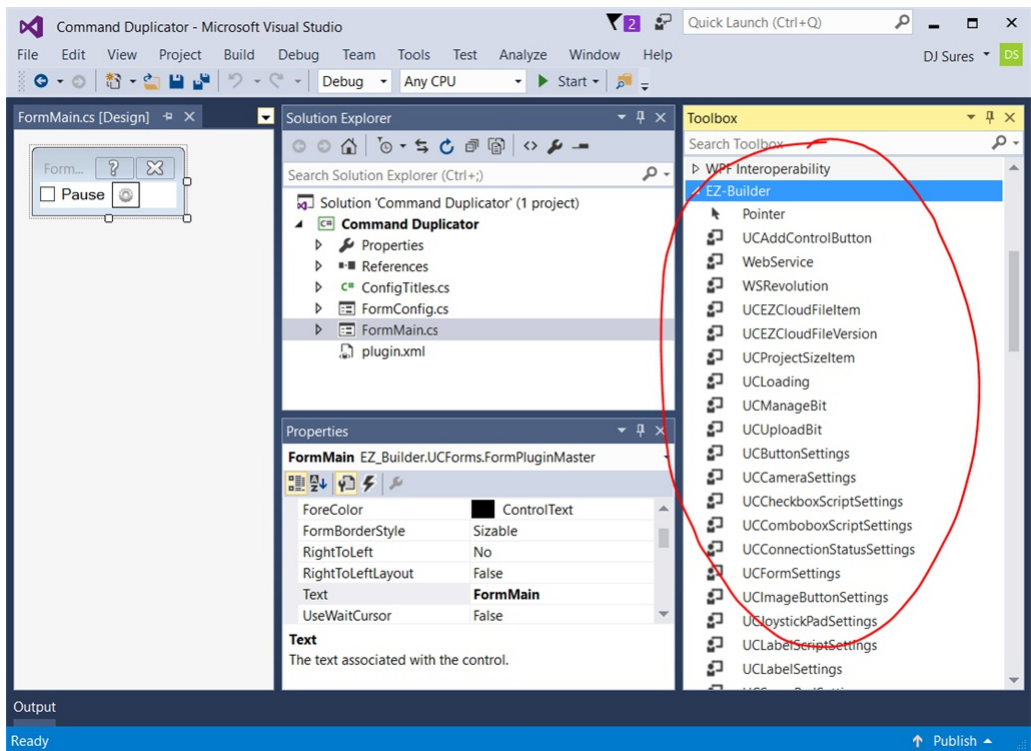 Command Duplicator - Microsoft Visual Studio
2
Quick Launch (Ctrl+Q)
File Edit View Project Build Debug Team Tools Test Analyze Window Help
DJ Sures
DS
Debug
Any CPU
Start
FormMain.cs [Design]
Form...
?
Pause
Solution Explorer
Search Solution Explorer (Ctrl+;)
Solution 'Command Duplicator' (1 project)
C# Command Duplicator
Properties
References
C# ConfigTitles.cs
FormConfig.cs
FormMain.cs
plugin.xml
Properties
FormMain EZ_Builder.UCForms.FormPluginMaster
ForeColor ControlText
FormBorderStyle Sizable
RightToLeft No
RightToLeftLayout False
Text FormMain
UseWaitCursor False
Text
The text associated with the control.
Toolbox
Search Toolbox
WPF Interoperability
EZ-Builder
Pointer
UCAddControlButton
WebService
WSRevolution
UCEZCloudFileItem
UCEZCloudFileVersion
UCProjectSizeItem
UCLoading
UCManageBit
UCUploadBit
UCButtonSettings
UCCameraSettings
UCCheckboxScriptSettings
UCComboboxScriptSettings
UCConnectionStatusSettings
UCFormSettings
UCImageButtonSettings
UCJoystickPadSettings
UCLabelScriptSettings
UCLabelSettings
Output
Ready
Publish